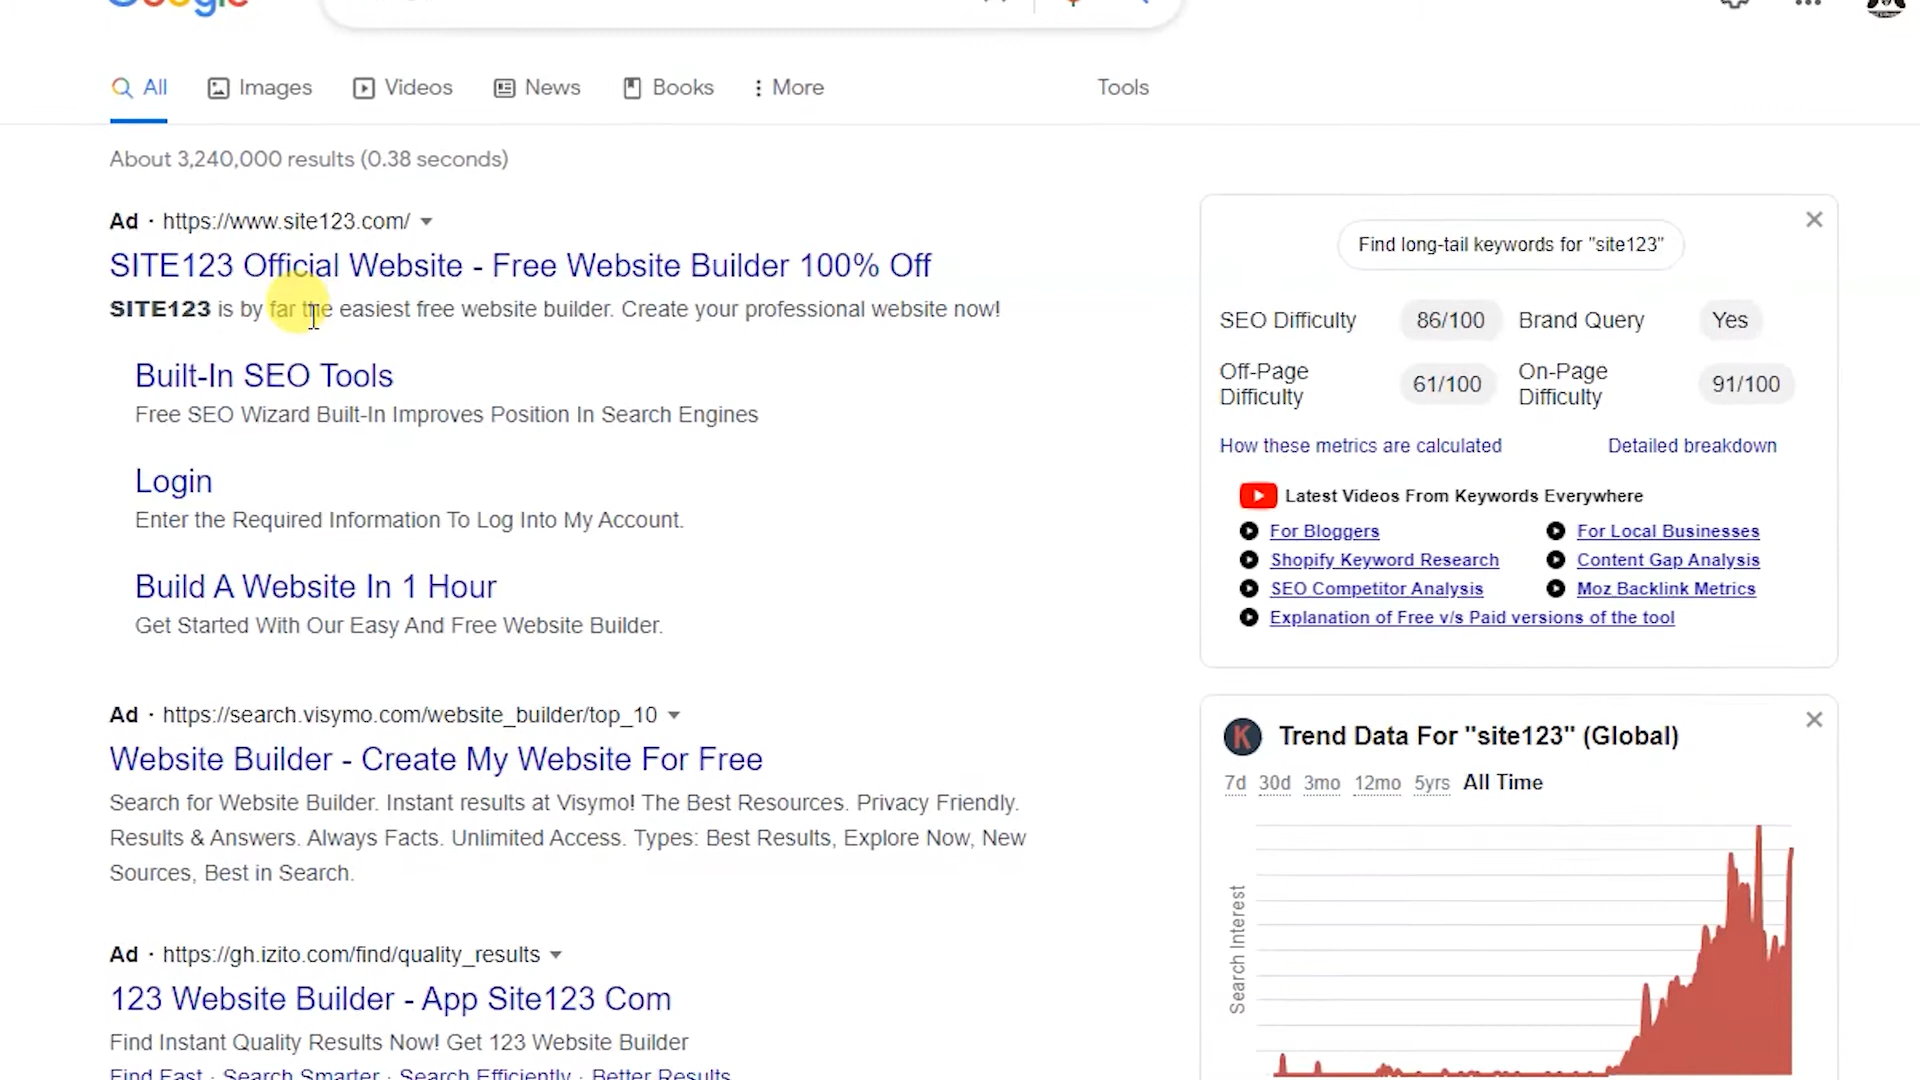 Google
All
Images
Videos
News
Books
More
Tools
About 3,240,000 results (0.38 seconds)
Ad · https://www.site123.com/
SITE123 Official Website - Free Website Builder 100% Off
SITE123 is by far the easiest free website builder. Create your professional website now!
Built-In SEO Tools
Free SEO Wizard Built-In Improves Position In Search Engines
Login
Enter the Required Information To Log Into My Account.
Build A Website In 1 Hour
Get Started With Our Easy And Free Website Builder.
Ad · https://search.visymo.com/website_builder/top_10
Website Builder - Create My Website For Free
Search for Website Builder. Instant results at Visymo! The Best Resources. Privacy Friendly.
Results & Answers. Always Facts. Unlimited Access. Types: Best Results, Explore Now, New
Sources, Best in Search.
Ad · https://gh.izito.com/find/quality_results
123 Website Builder - App Site123 Com
Find Instant Quality Results Now! Get 123 Website Builder
Find Fast · Search Smarter · Search Efficiently · Better Results
Find long-tail keywords for "site123"
SEO Difficulty 86/100 Brand Query Yes
Off-Page Difficulty 61/100 On-Page Difficulty 91/100
How these metrics are calculated Detailed breakdown
Latest Videos From Keywords Everywhere
For Bloggers For Local Businesses
Shopify Keyword Research Content Gap Analysis
SEO Competitor Analysis Moz Backlink Metrics
Explanation of Free v/s Paid versions of the tool
K Trend Data For "site123" (Global)
7d 30d 3mo 12mo 5yrs All Time
Search Interest